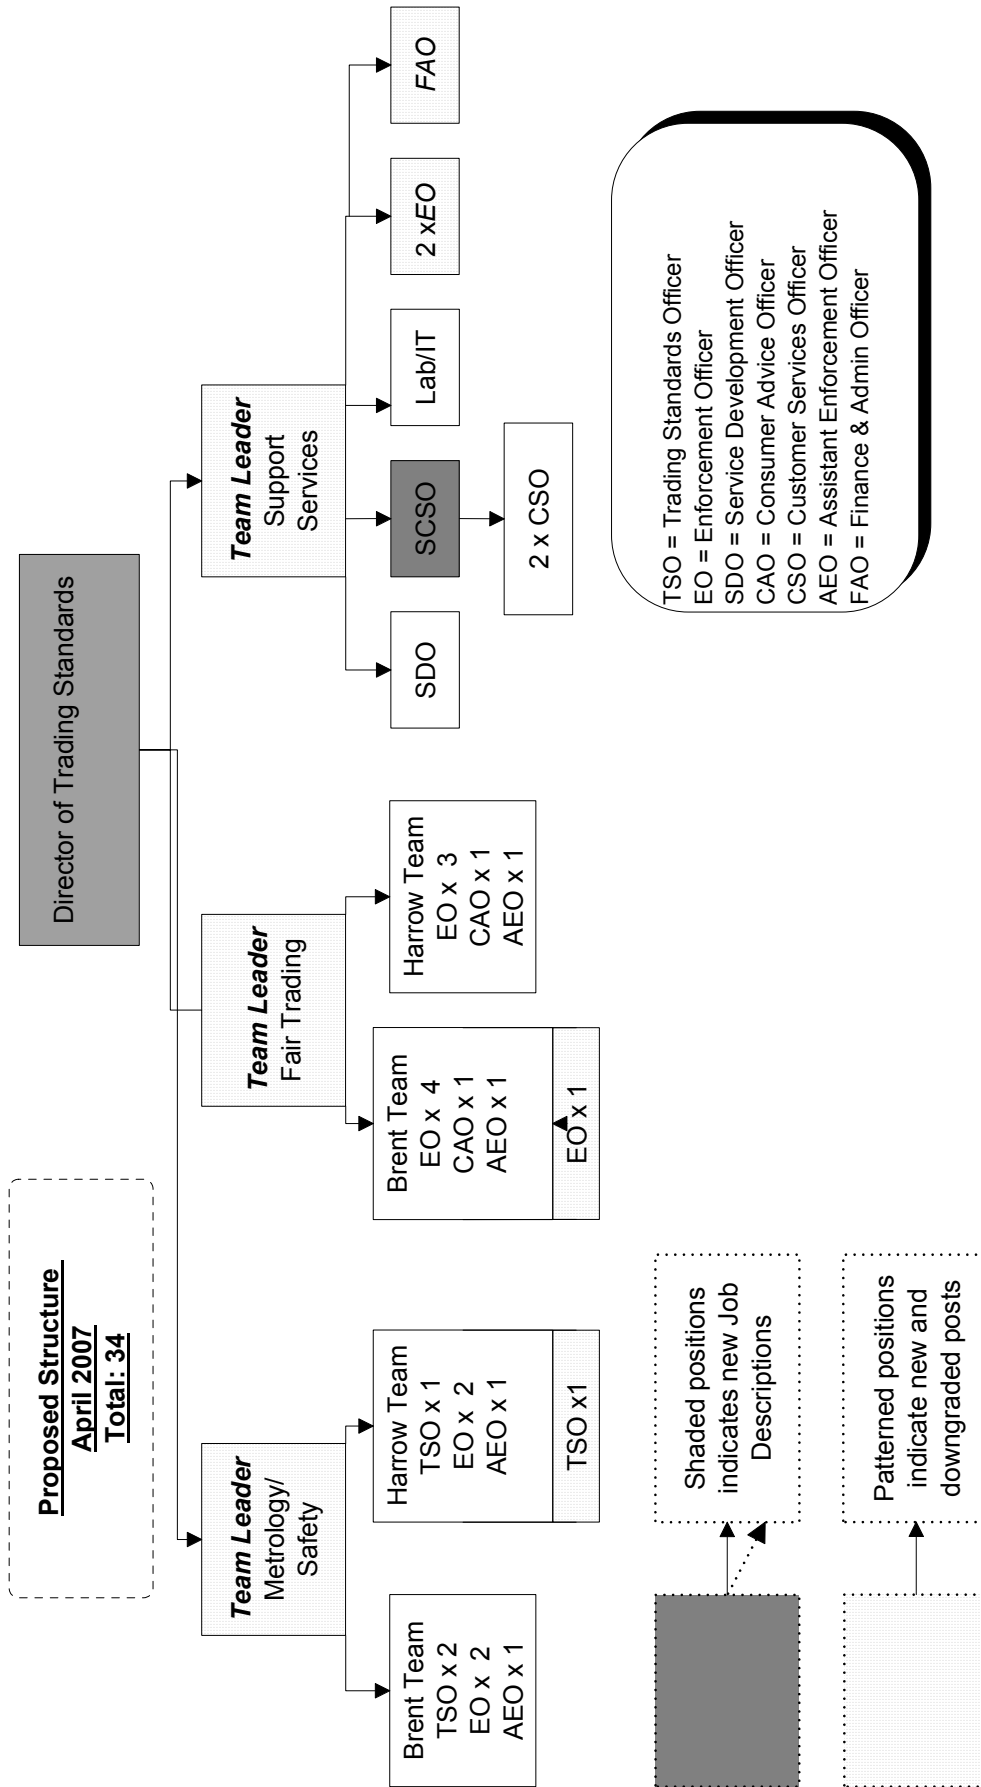 Proposed Structure
April 2007
Total: 34
Director of Trading Standards
Team Leader
Metrology/
Safety
Team Leader
Fair Trading
Team Leader
Support
Services
Brent Team
TSO x 2
EO x 2
AEO x 1
Harrow Team
TSO x 1
EO x 2
AEO x 1
TSO x1
Brent Team
EO x 4
CAO x 1
AEO x 1
EO x 1
Harrow Team
EO x 3
CAO x 1
AEO x 1
SDO
SCSO
Lab/IT
2 xEO
FAO
2 x CSO
Shaded positions
indicates new Job
Descriptions
Patterned positions
indicate new and
downgraded posts
TSO = Trading Standards Officer
EO = Enforcement Officer
SDO = Service Development Officer
CAO = Consumer Advice Officer
CSO = Customer Services Officer
AEO = Assistant Enforcement Officer
FAO = Finance & Admin Officer